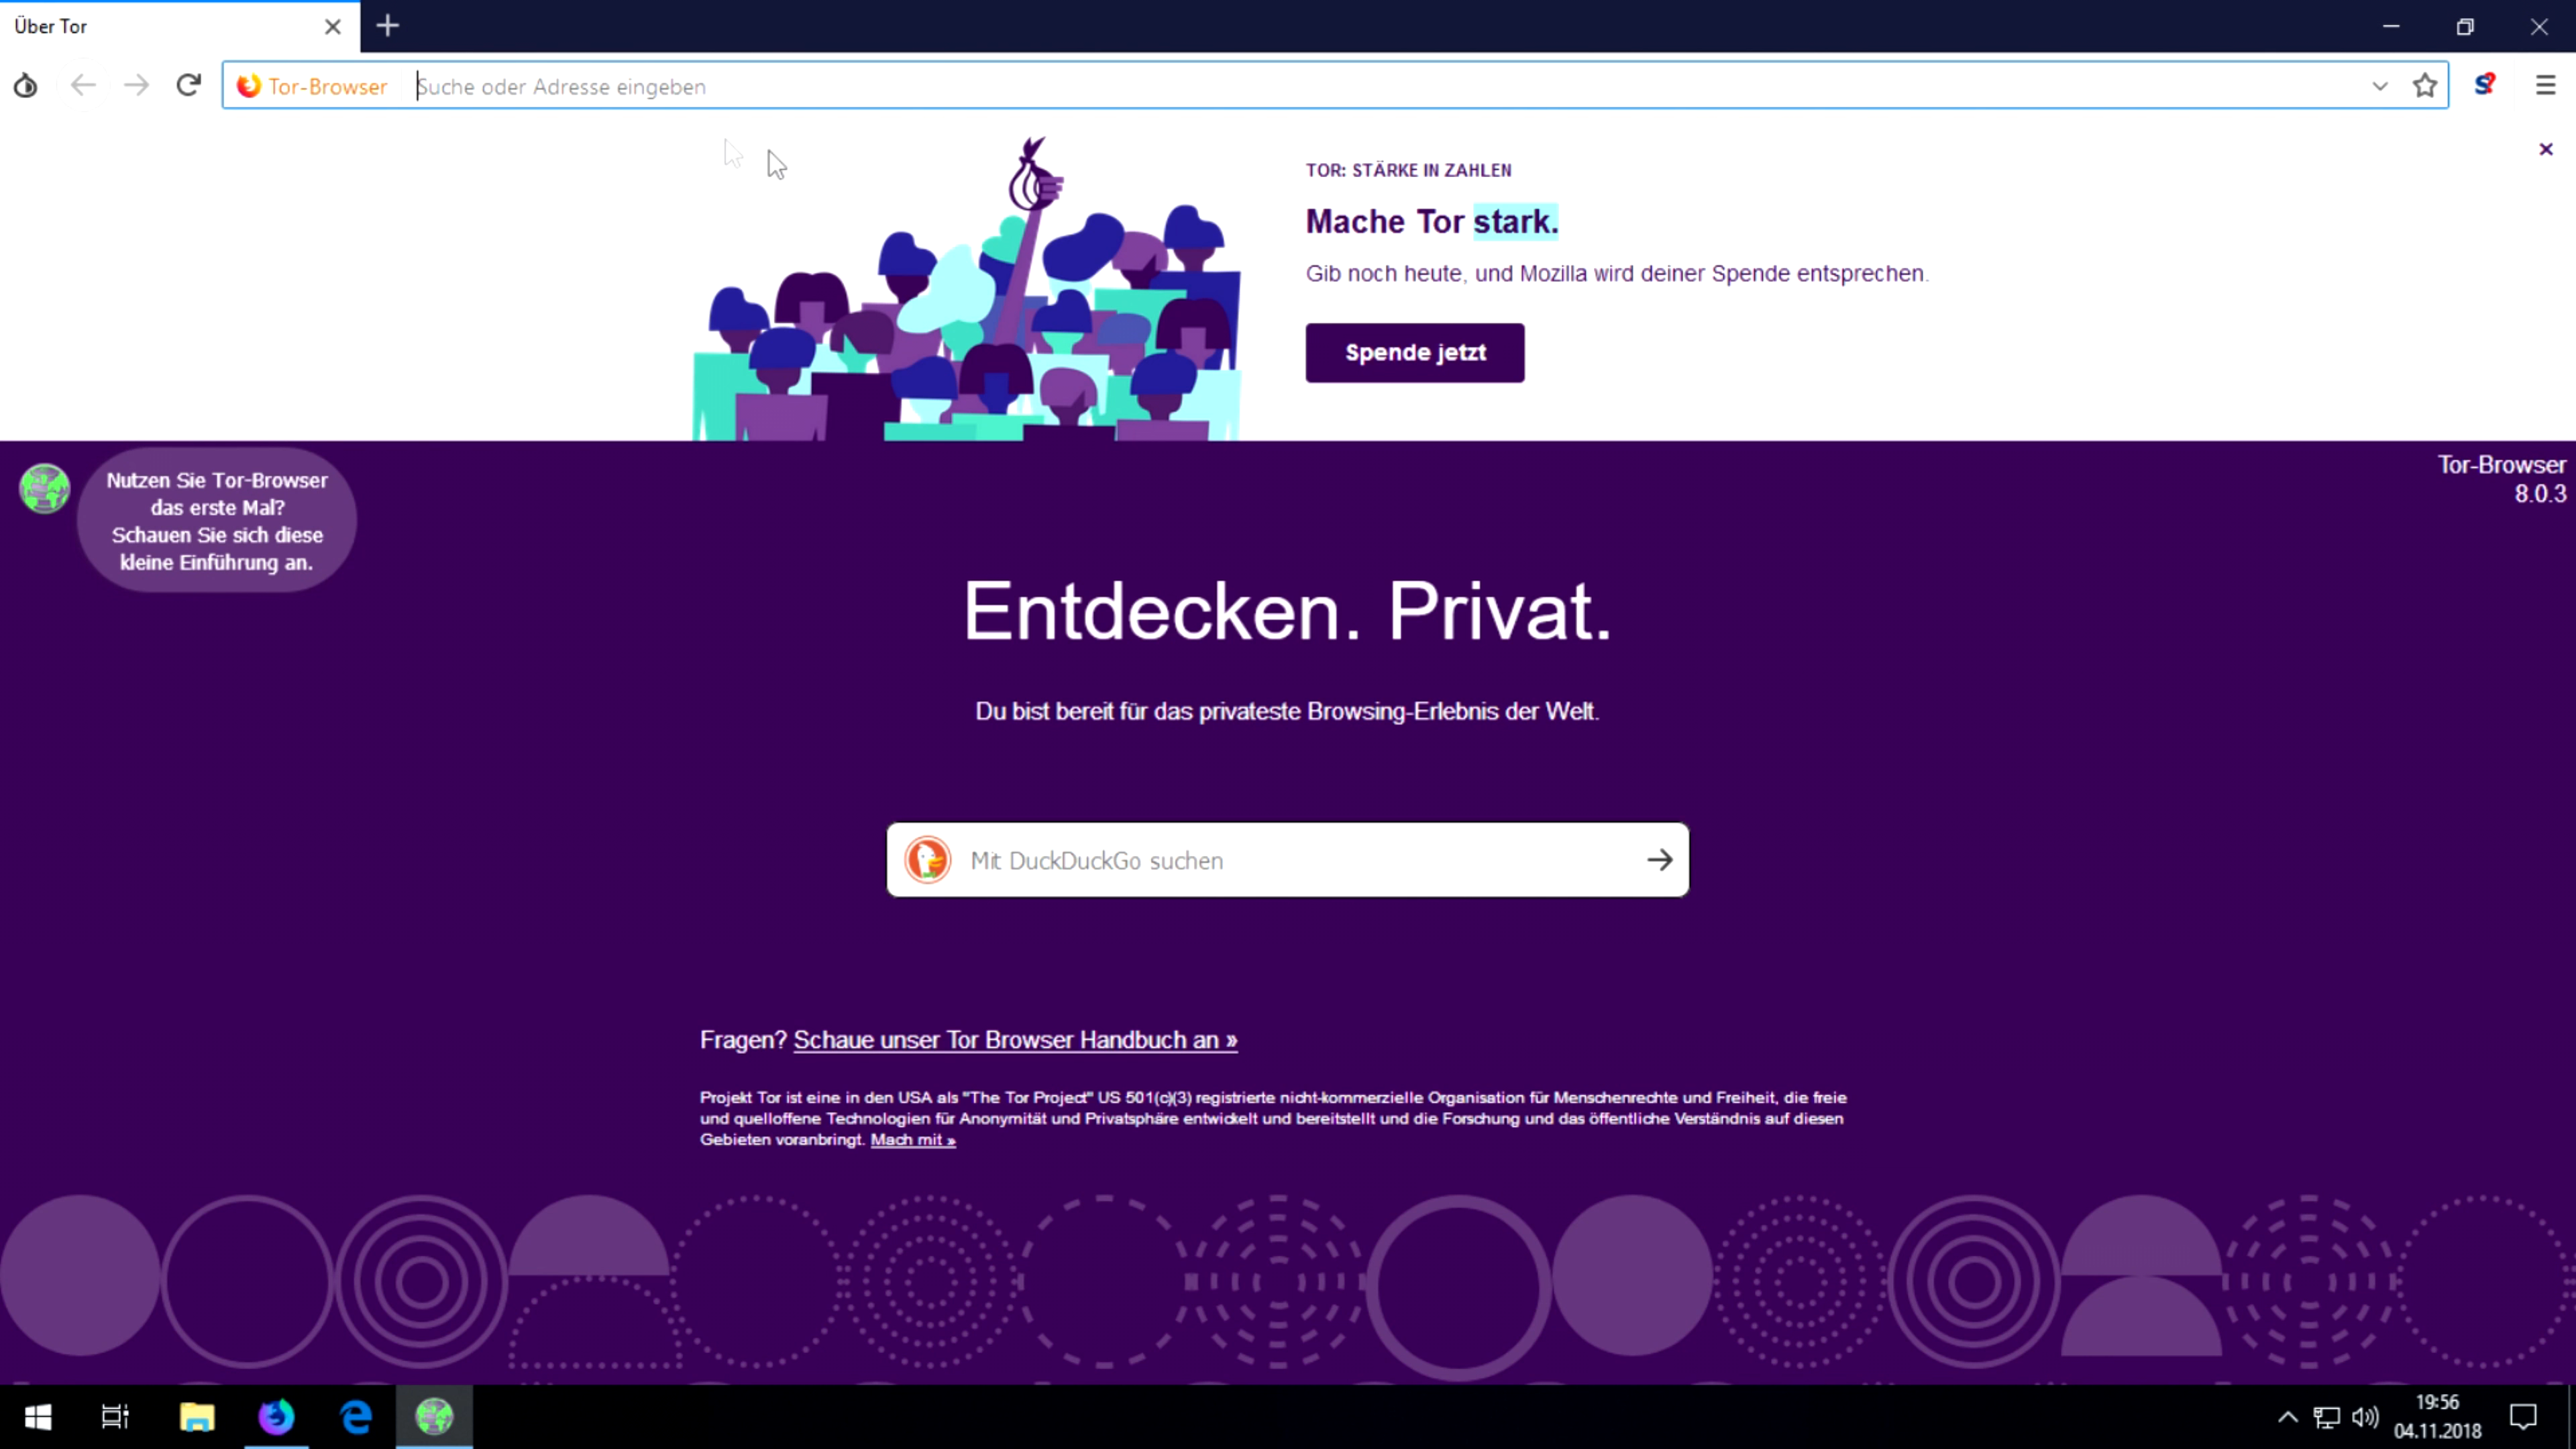 Über Tor
Tor-Browser Suche oder Adresse eingeben
TOR: STÄRKE IN ZAHLEN
Mache Tor stark.
Gib noch heute, und Mozilla wird deiner Spende entsprechen.
Spende jetzt
Nutzen Sie Tor-Browser
das erste Mal?
Schauen Sie sich diese
kleine Einführung an.
Tor-Browser
8.0.3
Entdecken. Privat.
Du bist bereit für das privateste Browsing-Erlebnis der Welt.
Mit DuckDuckGo suchen
Fragen? Schaue unser Tor Browser Handbuch an »
Projekt Tor ist eine in den USA als "The Tor Project" US 501(c)(3) registrierte nicht-kommerzielle Organisation für Menschenrechte und Freiheit, die freie
und quelloffene Technologien für Anonymität und Privatsphäre entwickelt und bereitstellt und die Forschung und das öffentliche Verständnis auf diesen
Gebieten voranbringt. Mach mit »
19:56
04.11.2018